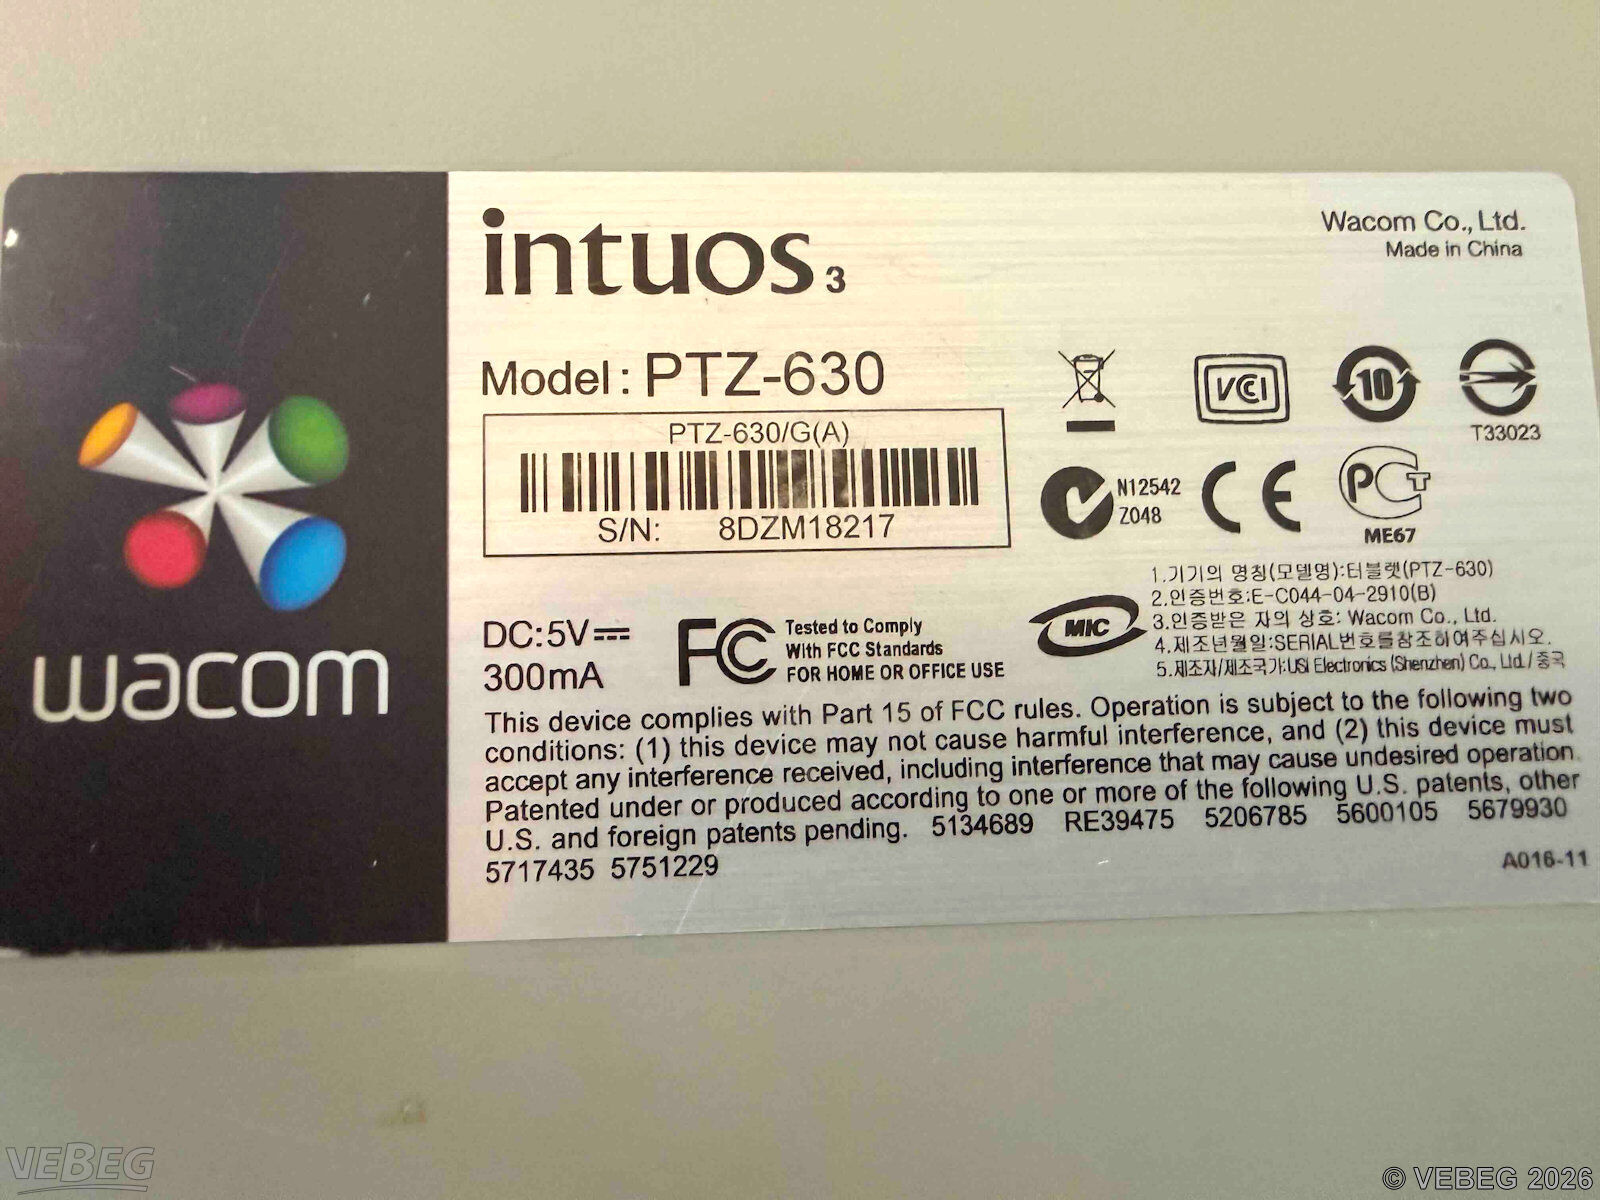 intuos3
Wacom Co., Ltd.
Made in China
Model : PTZ-630
PTZ-630/G(A)
S/N: 8DZM18217
VCCI
10
T33023
N12542
Z048
CE
PCT
ME67
wacom
DC:5V
300mA
FC
Tested to Comply
With FCC Standards
FOR HOME OR OFFICE USE
MIC
1.기기의 명칭(모델명):터블렛(PTZ-630)
2.인증번호:E-C044-04-2910(B)
3.인증받은 자의 상호: Wacom Co., Ltd.
4.제조년월일:SERIAL번호를참조하여주십시오.
5.제조자/제조국가:USI Electronics (Shenzhen) Co., Ltd. / 중국
This device complies with Part 15 of FCC rules. Operation is subject to the following two
conditions: (1) this device may not cause harmful interference, and (2) this device must
accept any interference received, including interference that may cause undesired operation.
Patented under or produced according to one or more of the following U.S. patents, other
U.S. and foreign patents pending. 5134689 RE39475 5206785 5600105 5679930
5717435 5751229
A016-11
VEBEG
© VEBEG 2026